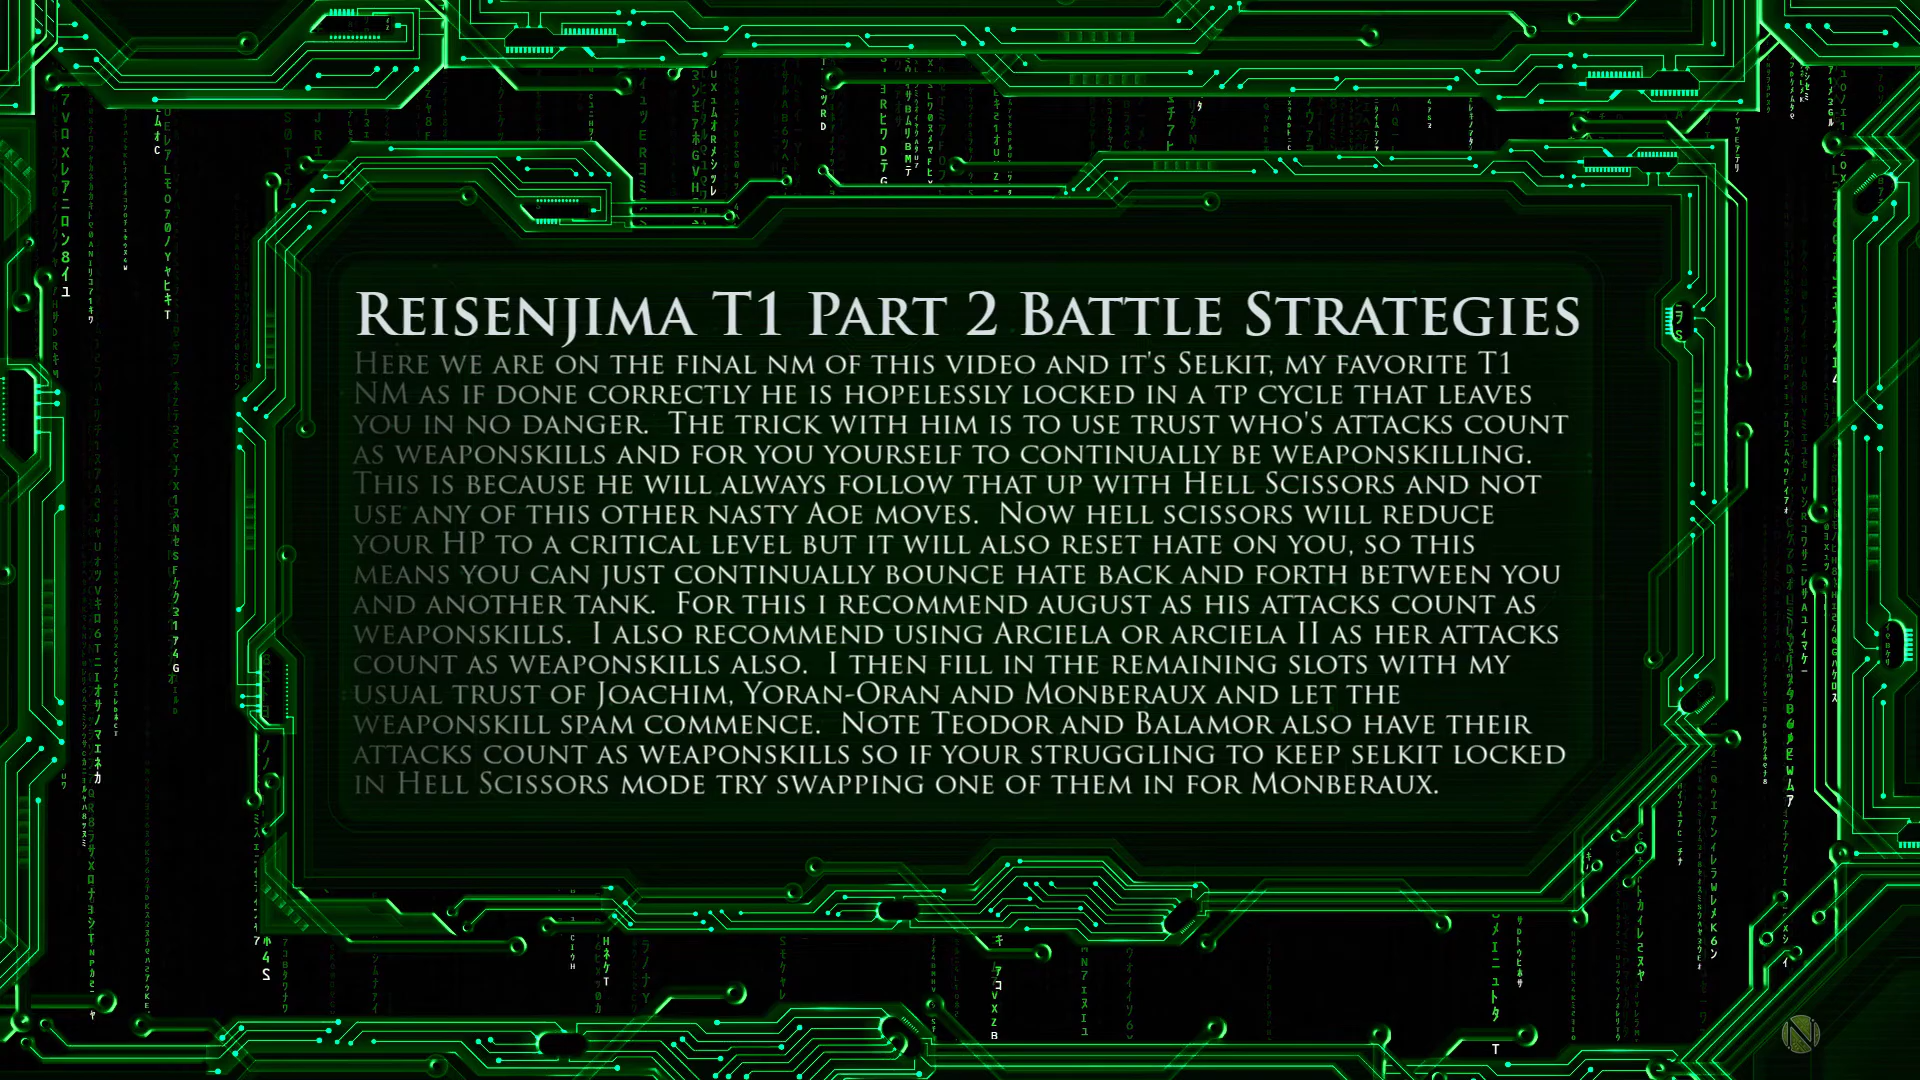 Reisenjima T1 Part 2 Battle Strategies
Here we are on the final nm of this video and it's Selkit, my favorite T1
NM as if done correctly he is hopelessly locked in a tp cycle that leaves
you in no danger.  The trick with him is to use trust who's attacks count
as weaponskills and for you yourself to continually be weaponskilling.
This is because he will always follow that up with Hell Scissors and not
use any of this other nasty Aoe moves.  Now hell scissors will reduce
your HP to a critical level but it will also reset hate on you, so this
means you can just continually bounce hate back and forth between you
and another tank.  For this i recommend august as his attacks count as
weaponskills.  I also recommend using Arciela or arciela II as her attacks
count as weaponskills also.  I then fill in the remaining slots with my
usual trust of Joachim, Yoran-Oran and Monberaux and let the
weaponskill spam commence.  Note Teodor and Balamor also have their
attacks count as weaponskills so if your struggling to keep selkit locked
in Hell Scissors mode try swapping one of them in for Monberaux.